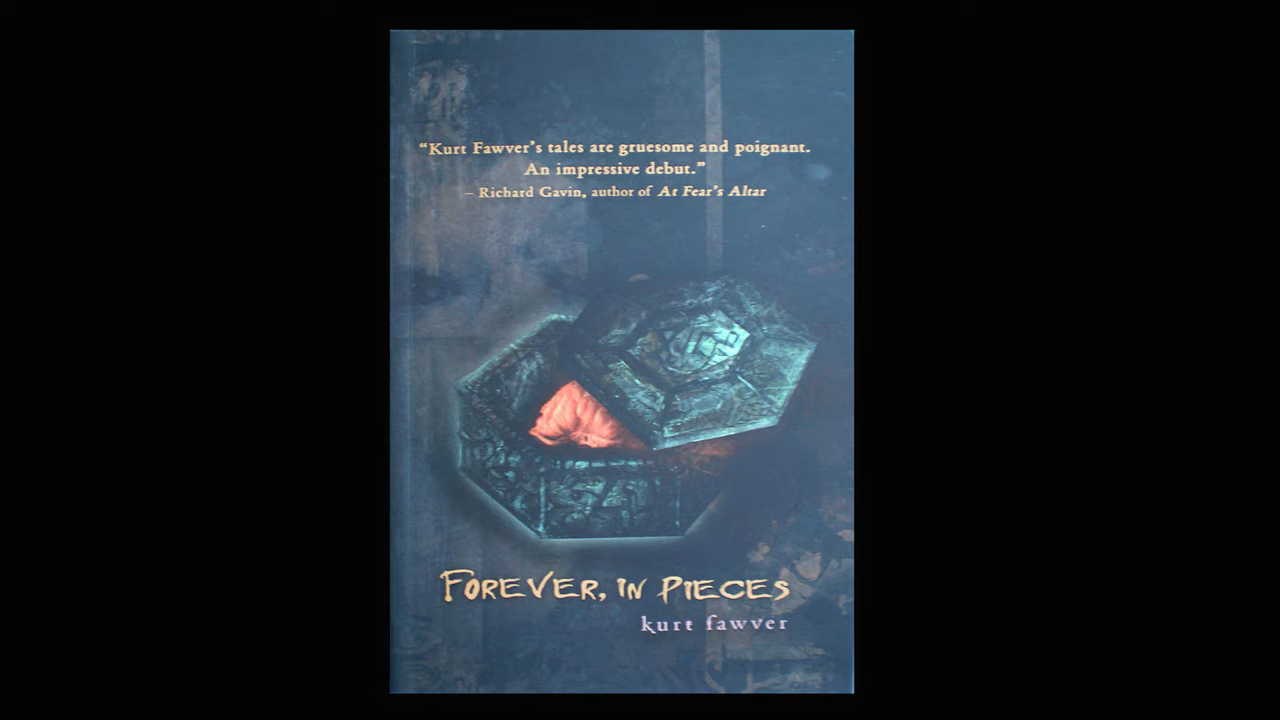 “Kurt Fawver’s tales are gruesome and poignant.
An impressive debut.”
– Richard Gavin, author of At Fear’s Altar
Forever, in Pieces
kurt fawver